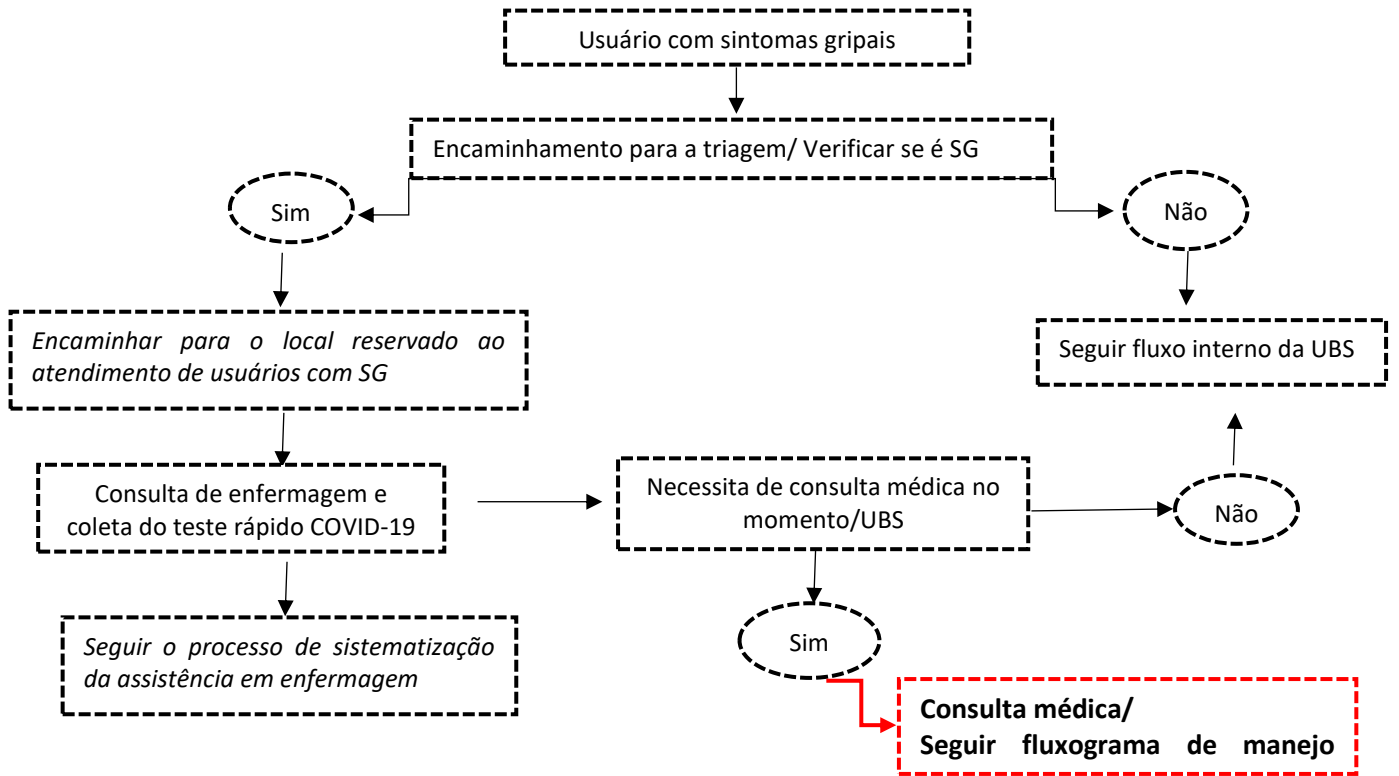 Usuário com sintomas gripais
Encaminhamento para a triagem/ Verificar se é SG
Sim
Não
Encaminhar para o local reservado ao
atendimento de usuários com SG
Seguir fluxo interno da UBS
Consulta de enfermagem e
coleta do teste rápido COVID-19
Necessita de consulta médica no
momento/UBS
Não
Seguir o processo de sistematização
da assistência em enfermagem
Sim
Consulta médica/
Seguir fluxograma de manejo